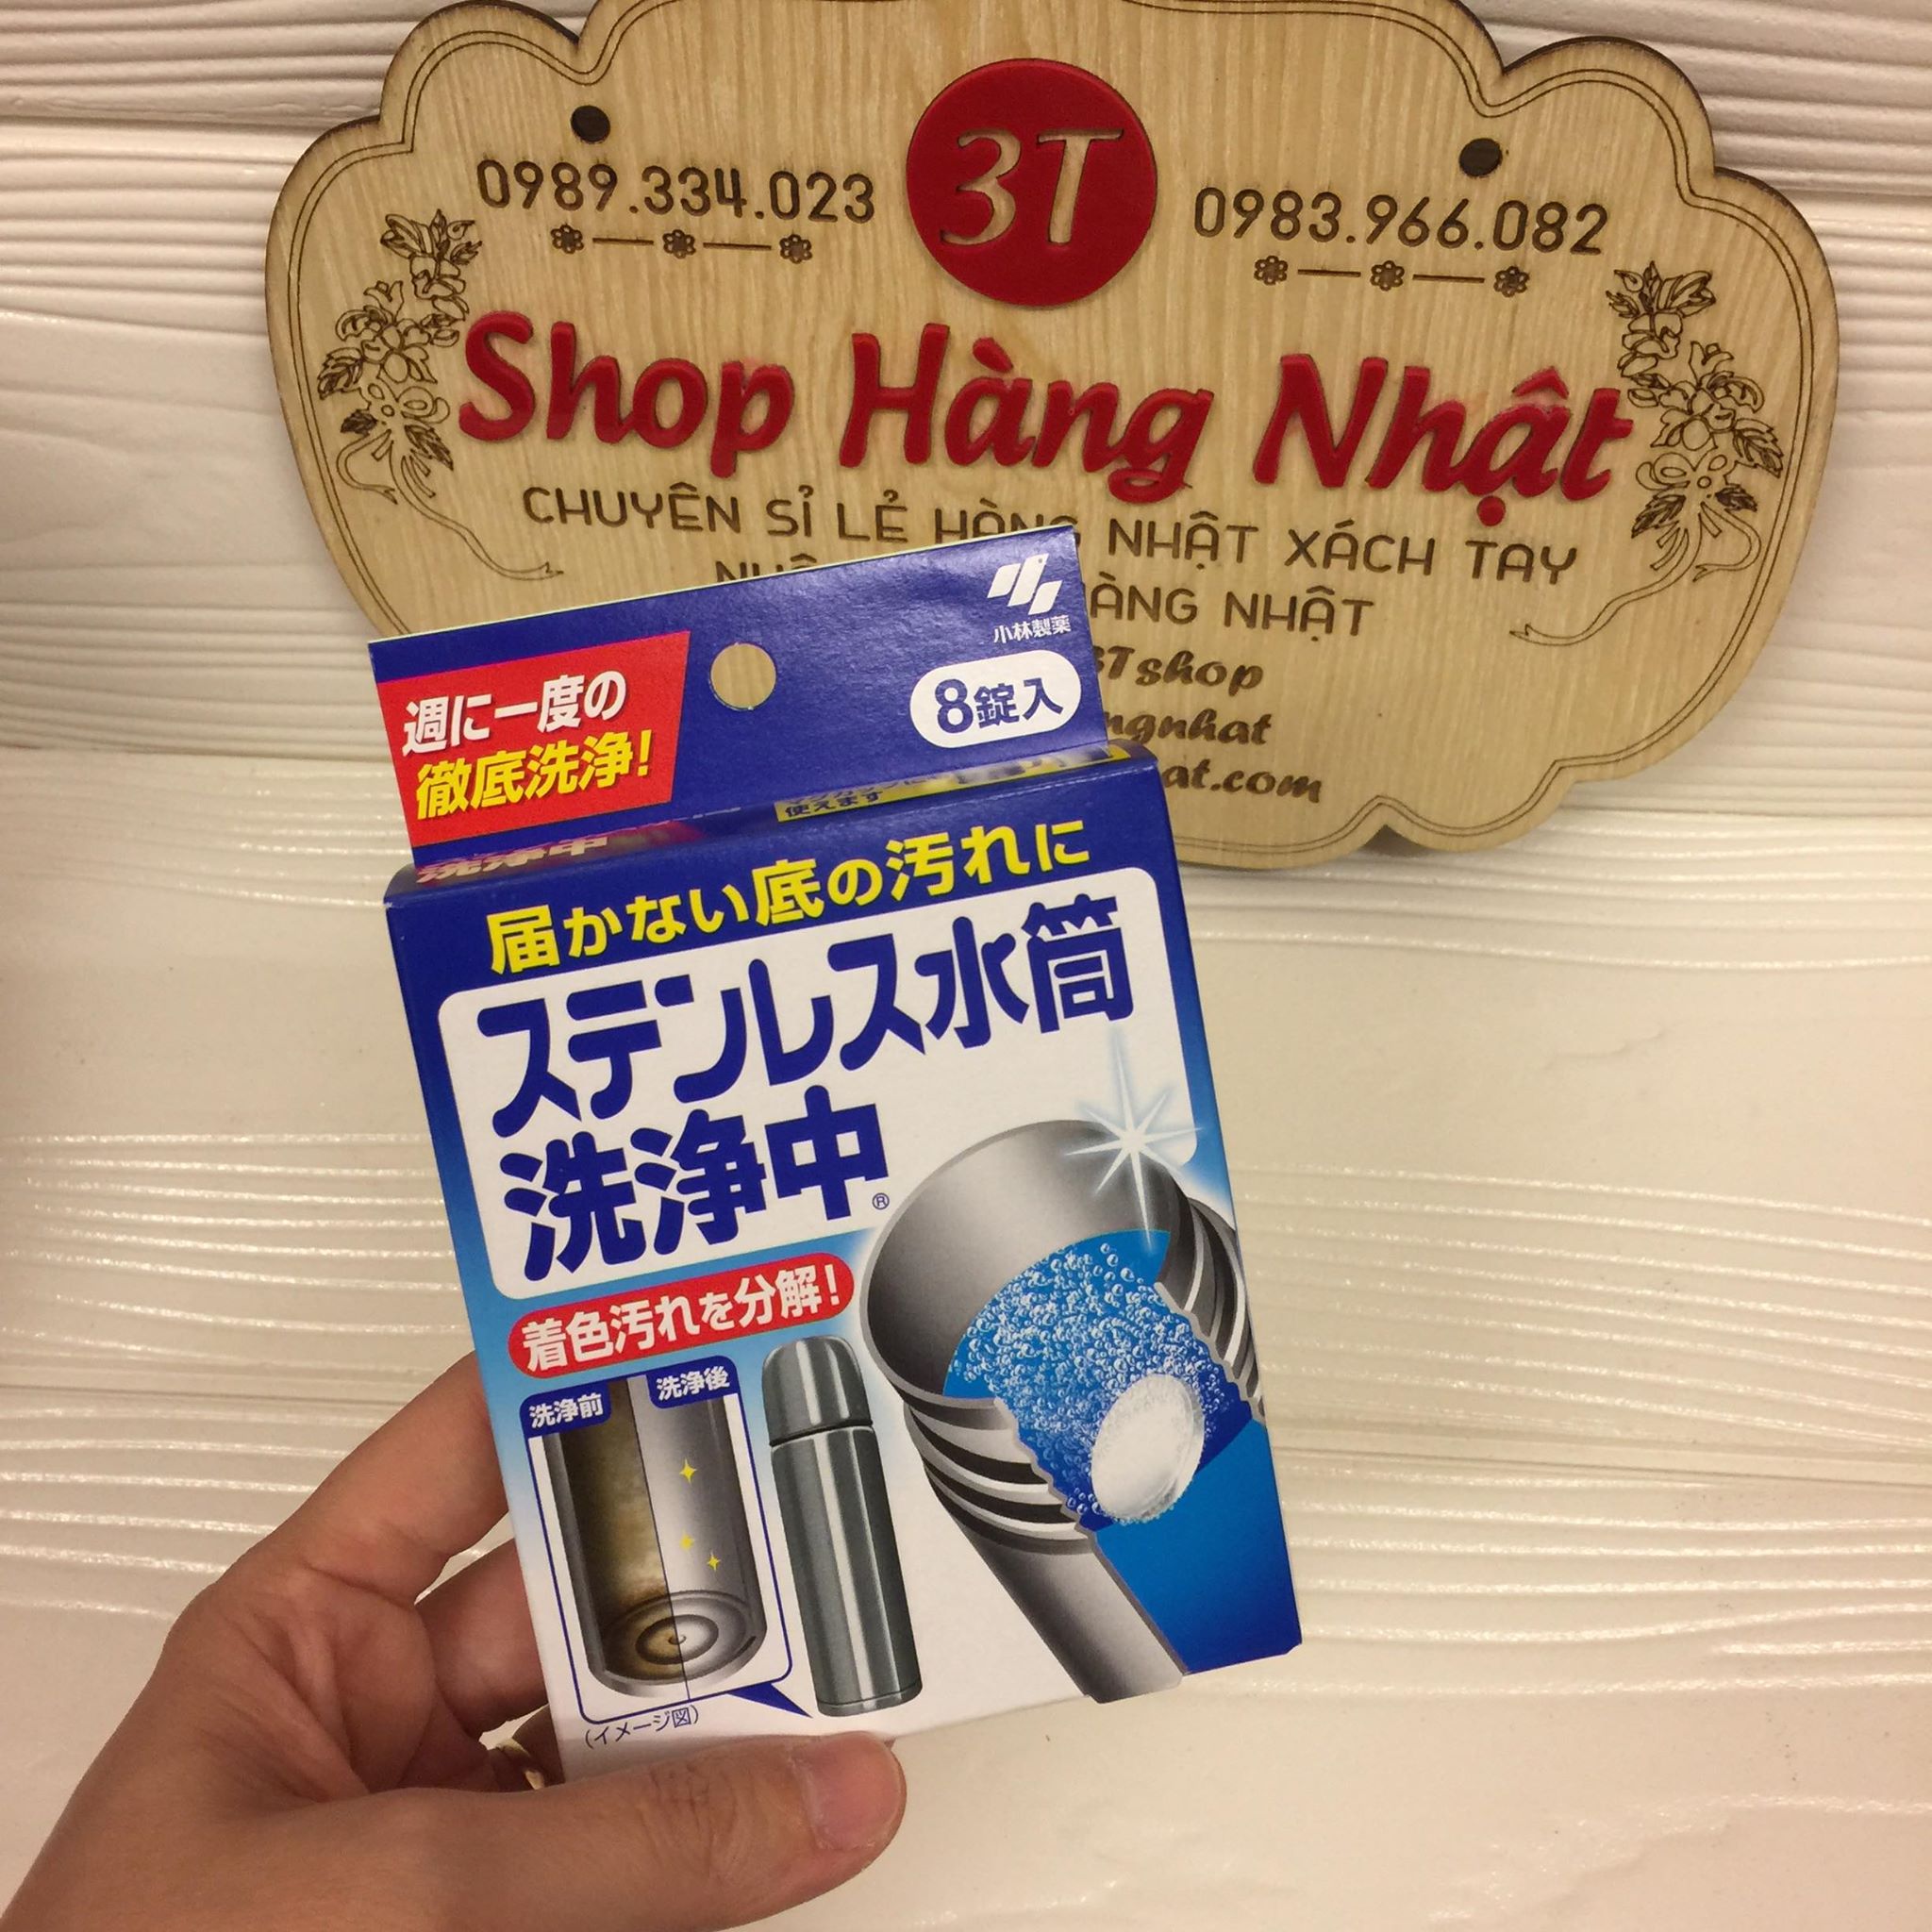 3T
0989.334.023
0983.966.082
Shop Hàng Nhật
CHUYÊN SỈ LẺ HÀNG NHẬT XÁCH TAY
ÀNG NHẬT
3Tshop
ngnhat
at.com
小林製薬
8錠入
週に一度の
徹底洗浄!
使えます
洗浄中
届かない底の汚れに
ステンレス水筒
洗浄中®
着色汚れを分解!
洗浄前
洗浄後
(イメージ図)